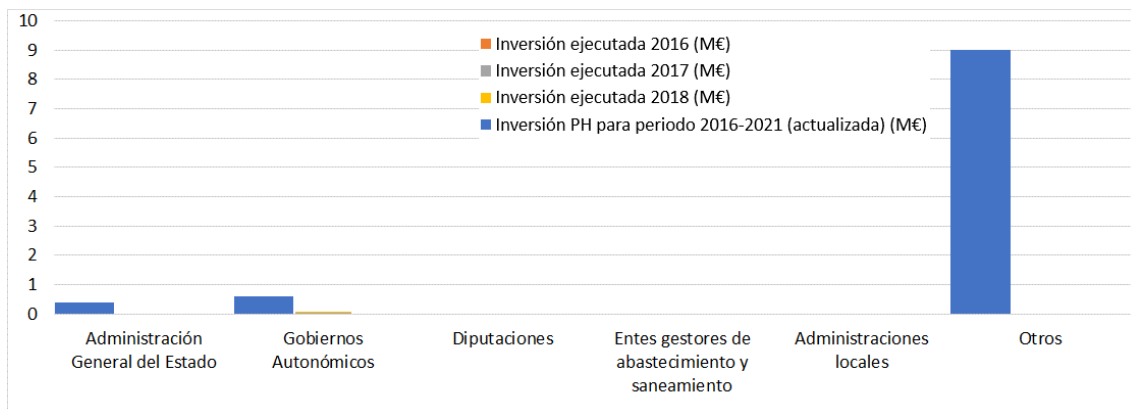 10
9
8
7
6
5
4
3
2
1
0
Inversión ejecutada 2016 (M€)
Inversión ejecutada 2017 (M€)
Inversión ejecutada 2018 (M€)
Inversión PH para periodo 2016-2021 (actualizada) (M€)
Administración
General del Estado
Gobiernos
Autonómicos
Diputaciones
Entes gestores de
abastecimiento y
saneamiento
Administraciones
locales
Otros